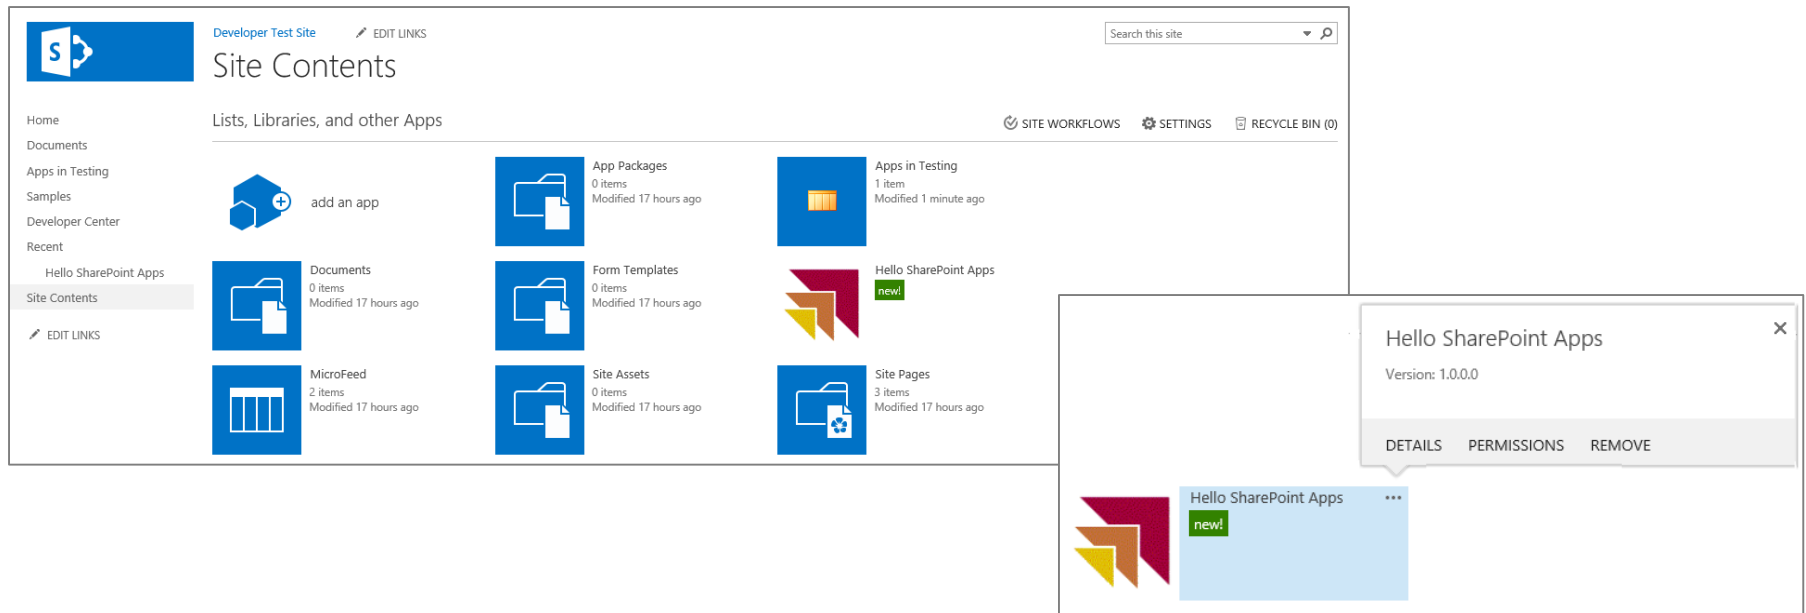 S
Developer Test Site EDIT LINKS
Search this site
Site Contents
Home
Documents
Apps in Testing
Samples
Developer Center
Recent
Hello SharePoint Apps
Site Contents
EDIT LINKS
Lists, Libraries, and other Apps
SITE WORKFLOWS SETTINGS RECYCLE BIN (0)
add an app
App Packages
0 items
Modified 17 hours ago
Apps in Testing
1 item
Modified 1 minute ago
Documents
0 items
Modified 17 hours ago
Form Templates
0 items
Modified 17 hours ago
Hello SharePoint Apps
new!
MicroFeed
2 items
Modified 17 hours ago
Site Assets
0 items
Modified 17 hours ago
Site Pages
3 items
Modified 17 hours ago
Hello SharePoint Apps
Version: 1.0.0.0
DETAILS PERMISSIONS REMOVE
Hello SharePoint Apps ...
new!